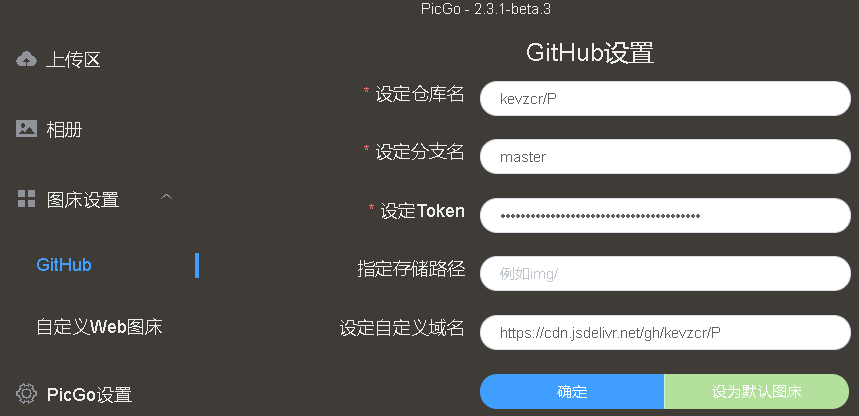 PicGo - 2.3.1-beta.3
上传区
相册
图床设置
GitHub
自定义Web图床
PicGo设置
GitHub设置
* 设定仓库名 kevzcr/P
* 设定分支名 master
* 设定Token ••••••••••••••••••••••••••••••••••••••••
指定存储路径 例如img/
设定自定义域名 https://cdn.jsdelivr.net/gh/kevzcr/P
确定 设为默认图床